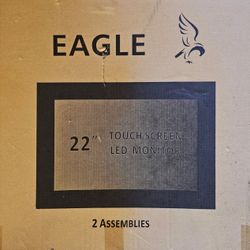 EAGLE
22" TOUCH SCREEN
LED MONITOR
2 ASSEMBLIES